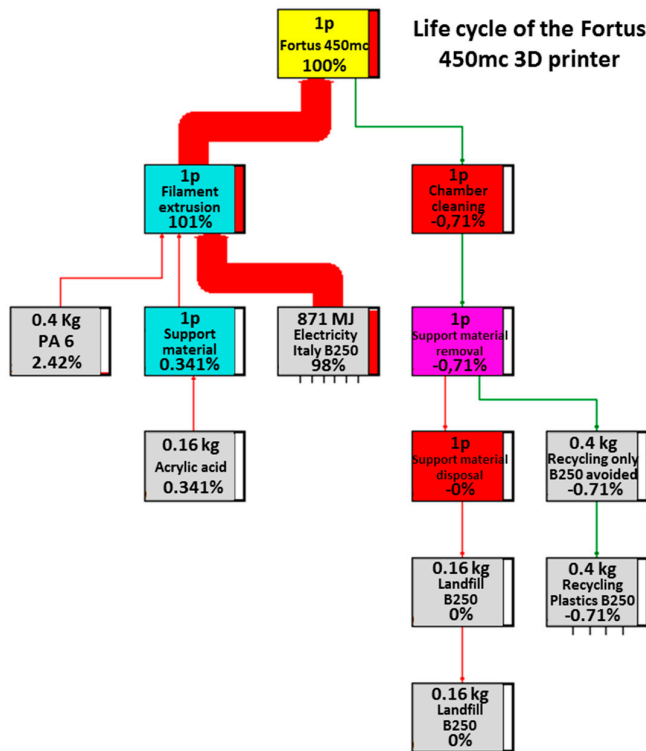 Life cycle of the Fortus
450mc 3D printer
1p
Fortus 450mc
100%
1p
Filament
extrusion
101%
1p
Chamber
cleaning
-0,71%
0.4 Kg
PA 6
2.42%
1p
Support
material
0.341%
871 MJ
Electricity
Italy B250
98%
1p
Support material
removal
-0,71%
0.16 kg
Acrylic acid
0.341%
1p
Support material
disposal
-0%
0.4 kg
Recycling only
B250 avoided
-0.71%
0.16 kg
Landfill
B250
0%
0.4 kg
Recycling
Plastics B250
-0.71%
0.16 kg
Landfill
B250
0%